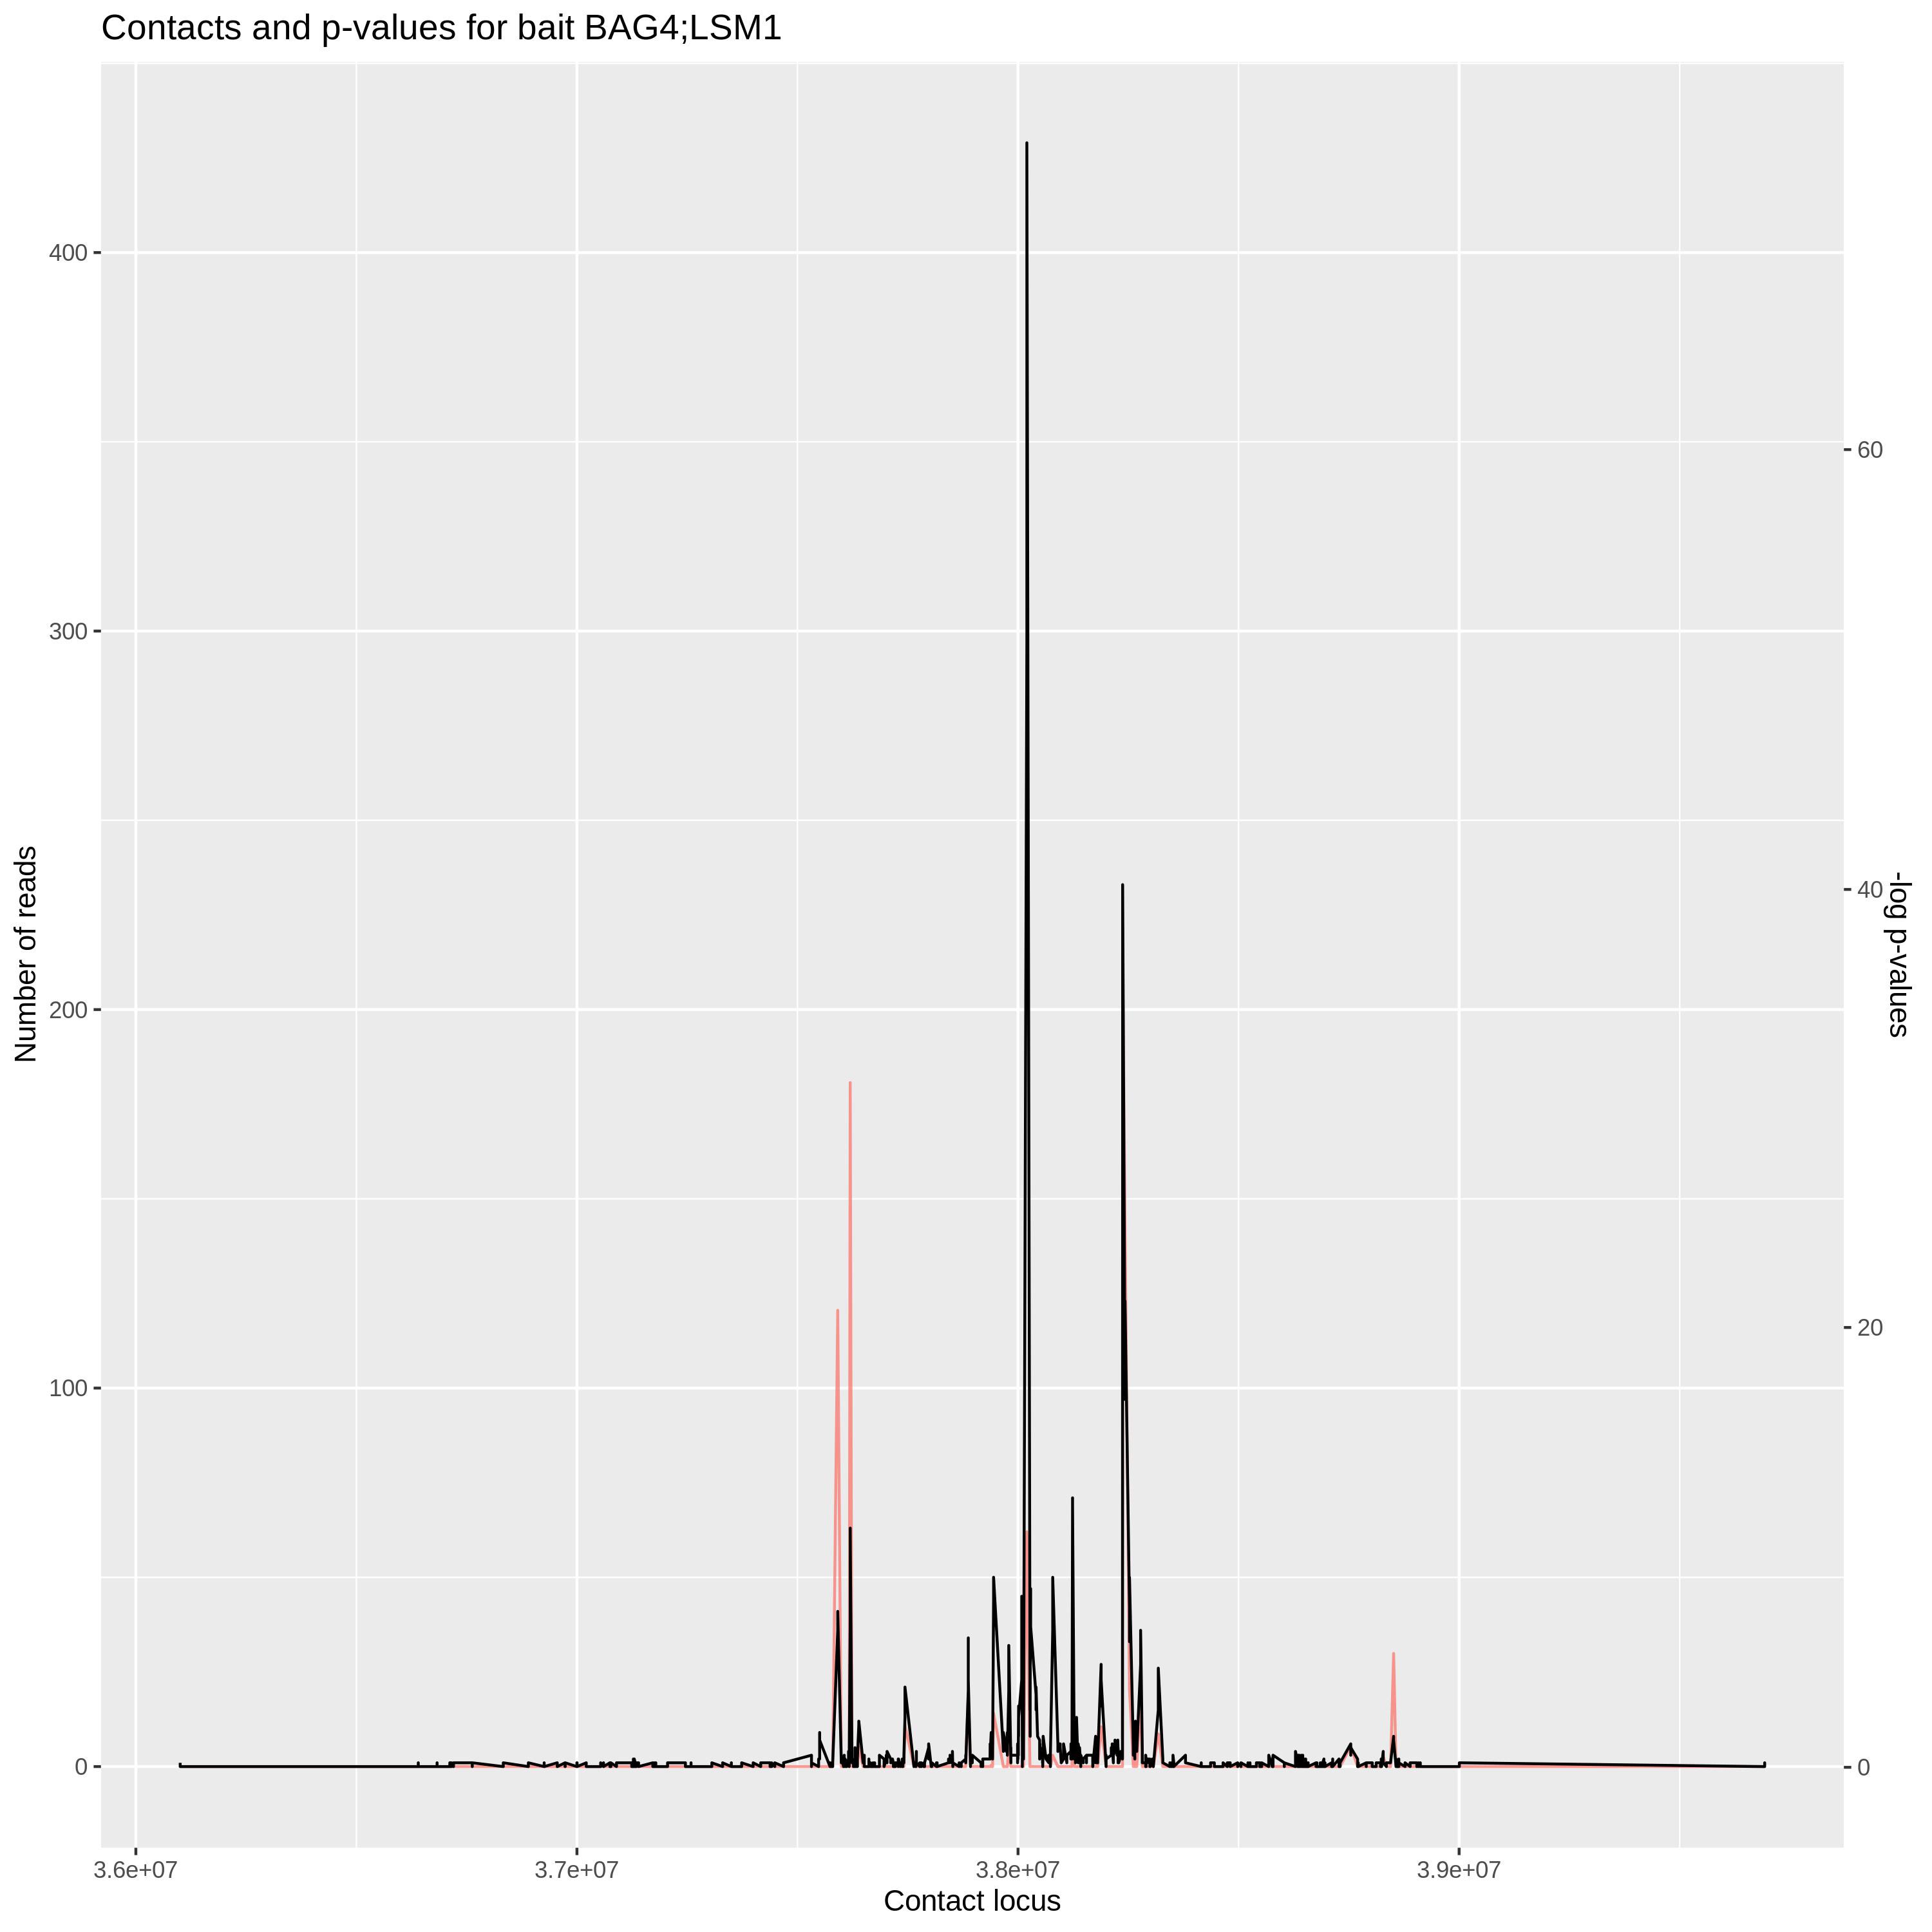 Contacts and p-values for bait BAG4;LSM1
Number of reads
400
300
200
100
0
60
40
20
0
-log p-values
3.6e+07 3.7e+07 3.8e+07 3.9e+07
Contact locus